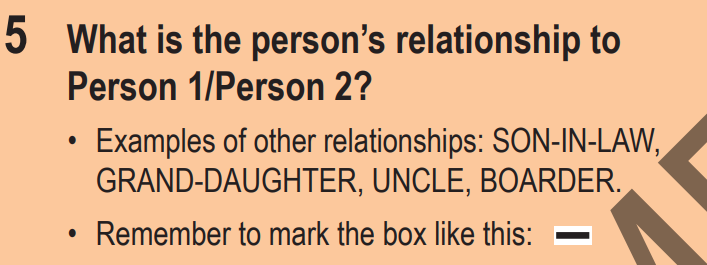 5 What is the person's relationship to
Person 1/Person 2?
• Examples of other relationships: SON-IN-LAW,
GRAND-DAUGHTER, UNCLE, BOARDER.
• Remember to mark the box like this: